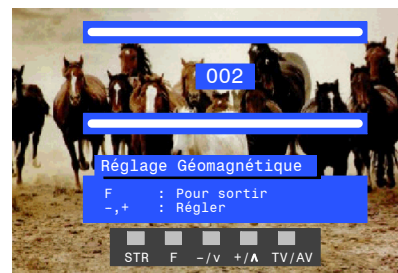 002
Réglage Géomagnétique
F : Pour sortir
–,+ : Régler
STR F –/v +/∧ TV/AV